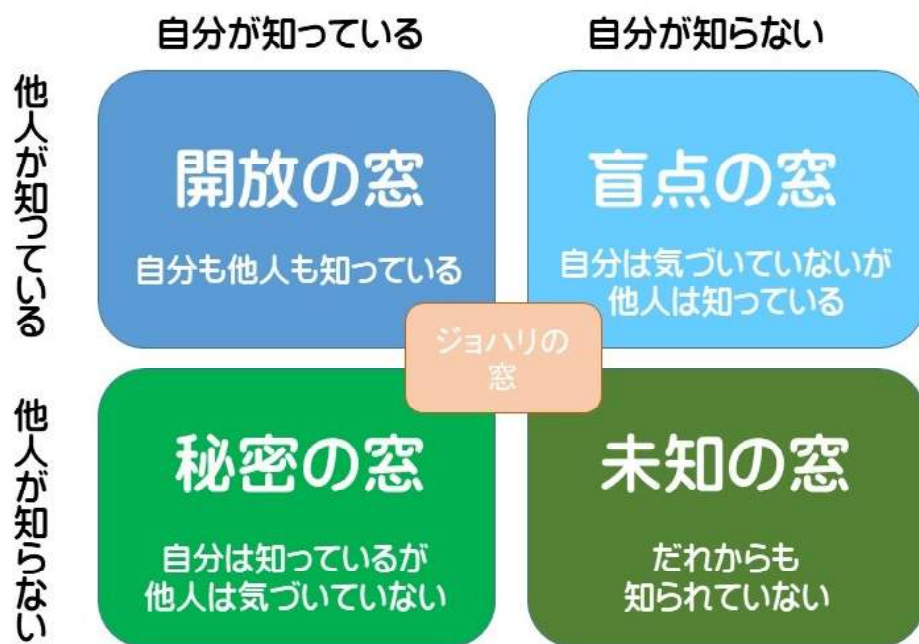 自分が知っている
自分が知らない
他人が知っている
開放の窓
自分も他人も知っている
盲点の窓
自分は気づいていないが
他人は知っている
ジョハリの
窓
他人が知らない
秘密の窓
自分は知っているが
他人は気づいていない
未知の窓
だれからも
知られていない